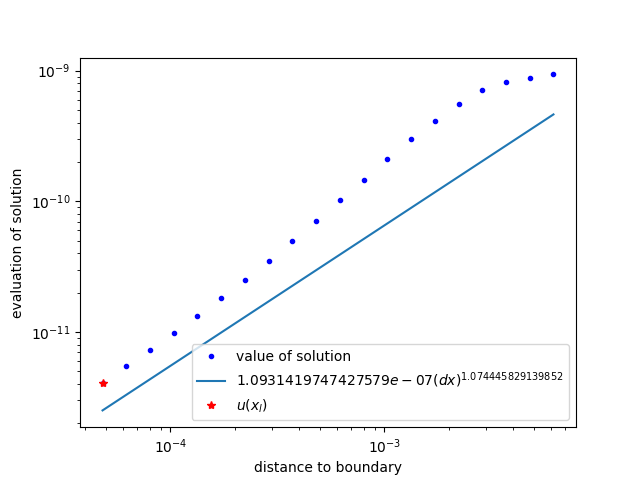 10⁻⁹
10⁻¹⁰
10⁻¹¹
evaluation of solution
value of solution
1.0931419747427579e − 07(dx)^1.074445829139852
u(x_l)
10⁻⁴ 10⁻³
distance to boundary